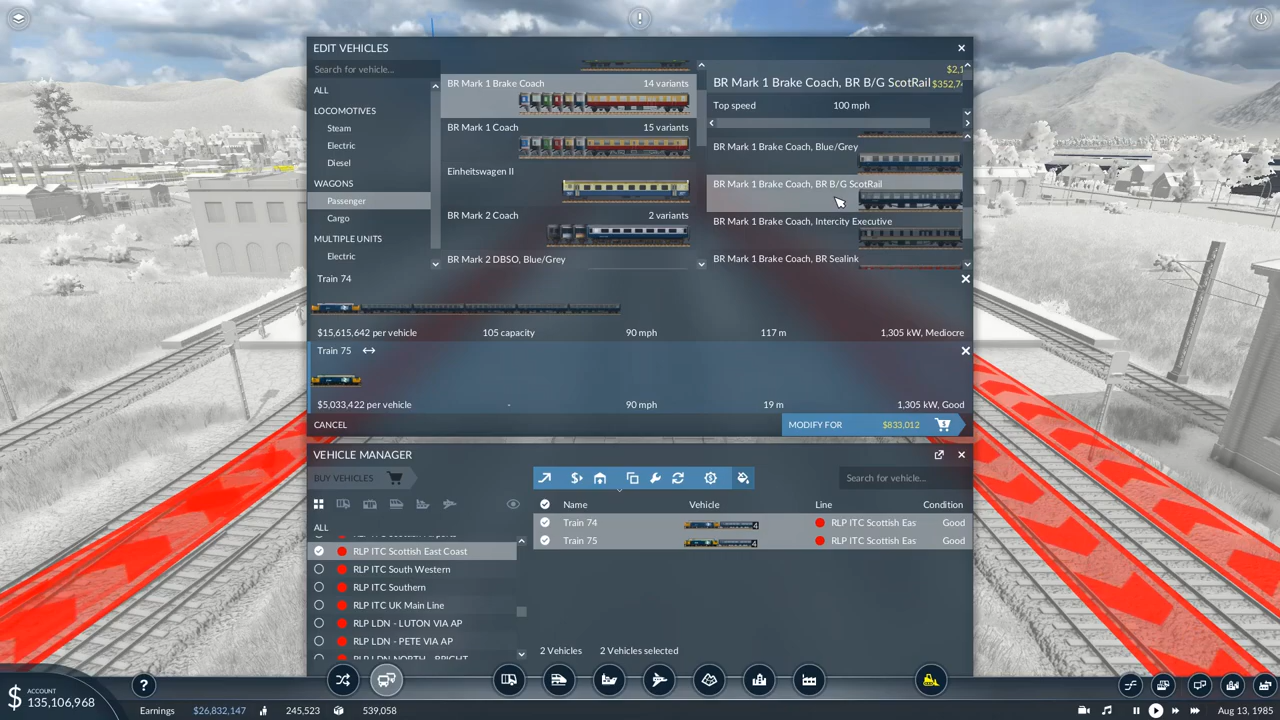 EDIT VEHICLES
Search for vehicle...
ALL
LOCOMOTIVES
Steam
Electric
Diesel
WAGONS
Passenger
Cargo
MULTIPLE UNITS
Electric
BR Mark 1 Brake Coach 14 variants
BR Mark 1 Coach 15 variants
Einheitswagen II
BR Mark 2 Coach 2 variants
BR Mark 2 DBSO, Blue/Grey
BR Mark 1 Brake Coach, BR B/G ScotRail
Top speed 100 mph
BR Mark 1 Brake Coach, Blue/Grey
BR Mark 1 Brake Coach, BR B/G ScotRail
BR Mark 1 Brake Coach, Intercity Executive
BR Mark 1 Brake Coach, BR Sealink
Train 74
$15,615,642 per vehicle 105 capacity 90 mph 117 m 1,305 kW, Mediocre
Train 75
$5,033,422 per vehicle - 90 mph 19 m 1,305 kW, Good
CANCEL MODIFY FOR $833,012
VEHICLE MANAGER
BUY VEHICLES
Search for vehicle...
ALL
RLP ITC Scottish East Coast
RLP ITC South Western
RLP ITC Southern
RLP ITC UK Main Line
RLP LDN - LUTON VIA AP
RLP LDN - PETE VIA AP
Name Vehicle Line Condition
Train 74 4 RLP ITC Scottish Eas Good
Train 75 4 RLP ITC Scottish Eas Good
2 Vehicles 2 Vehicles selected
$ ACCOUNT
135,106,968
?
Earnings $26,832,147 245,523 539,058
Aug 13, 1985